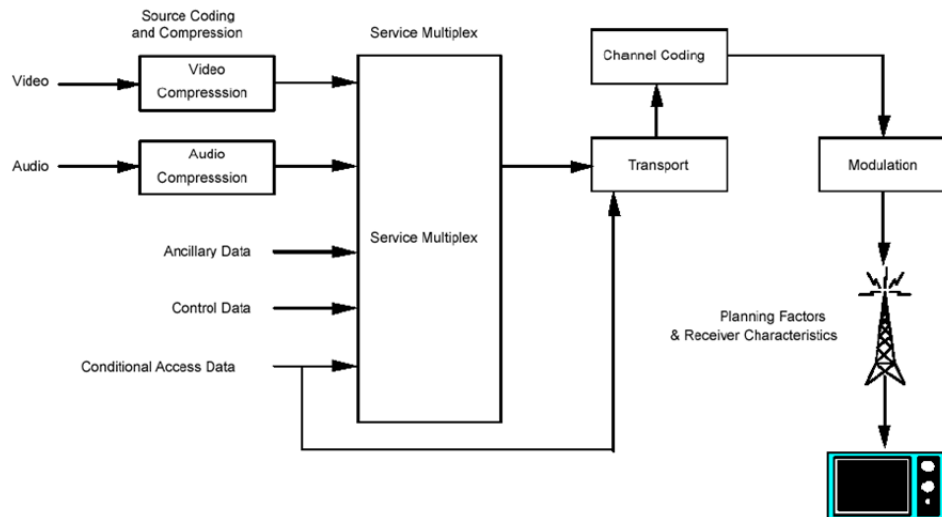 Source Coding
and Compression
Service Multiplex
Video
Video
Compresssion
Channel Coding
Audio
Audio
Compresssion
Transport
Modulation
Service Multiplex
Ancillary Data
Control Data
Planning Factors
& Receiver Characteristics
Conditional Access Data